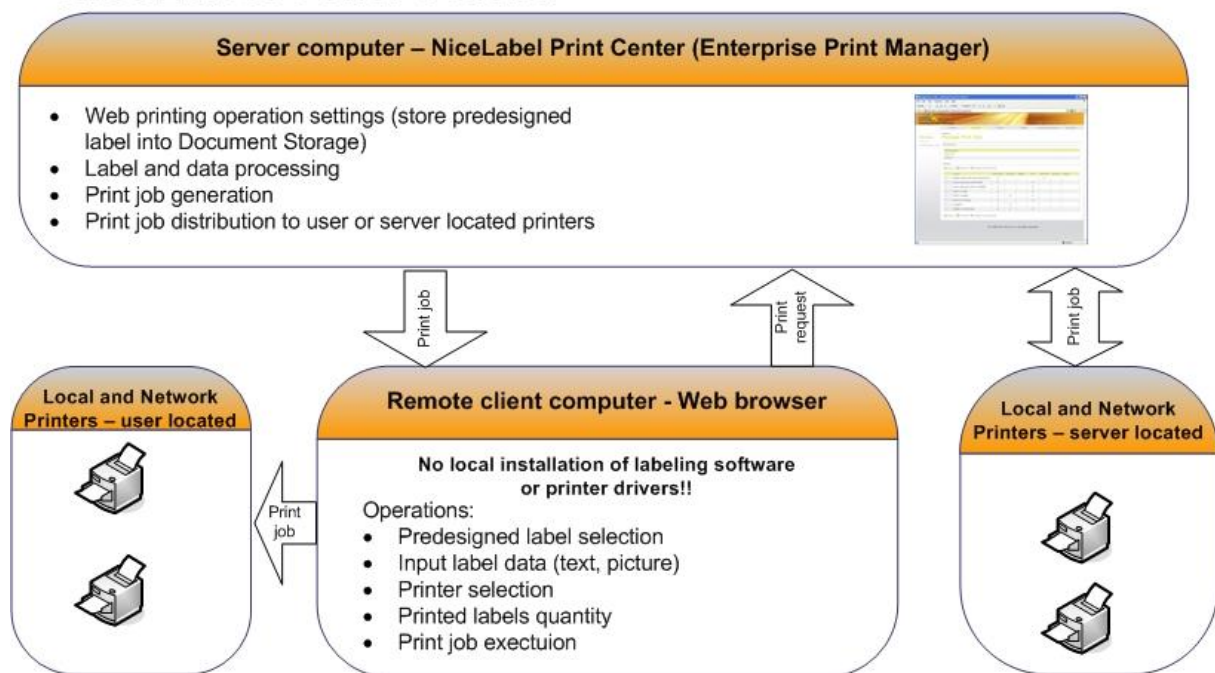 Server computer – NiceLabel Print Center (Enterprise Print Manager)
• Web printing operation settings (store predesigned
label into Document Storage)
• Label and data processing
• Print job generation
• Print job distribution to user or server located printers
Print job
Print
request
Print job
Local and Network
Printers – user located
Remote client computer - Web browser
No local installation of labeling software
or printer drivers!!
Operations:
• Predesigned label selection
• Input label data (text, picture)
• Printer selection
• Printed labels quantity
• Print job exectuion
Print
job
Local and Network
Printers – server located